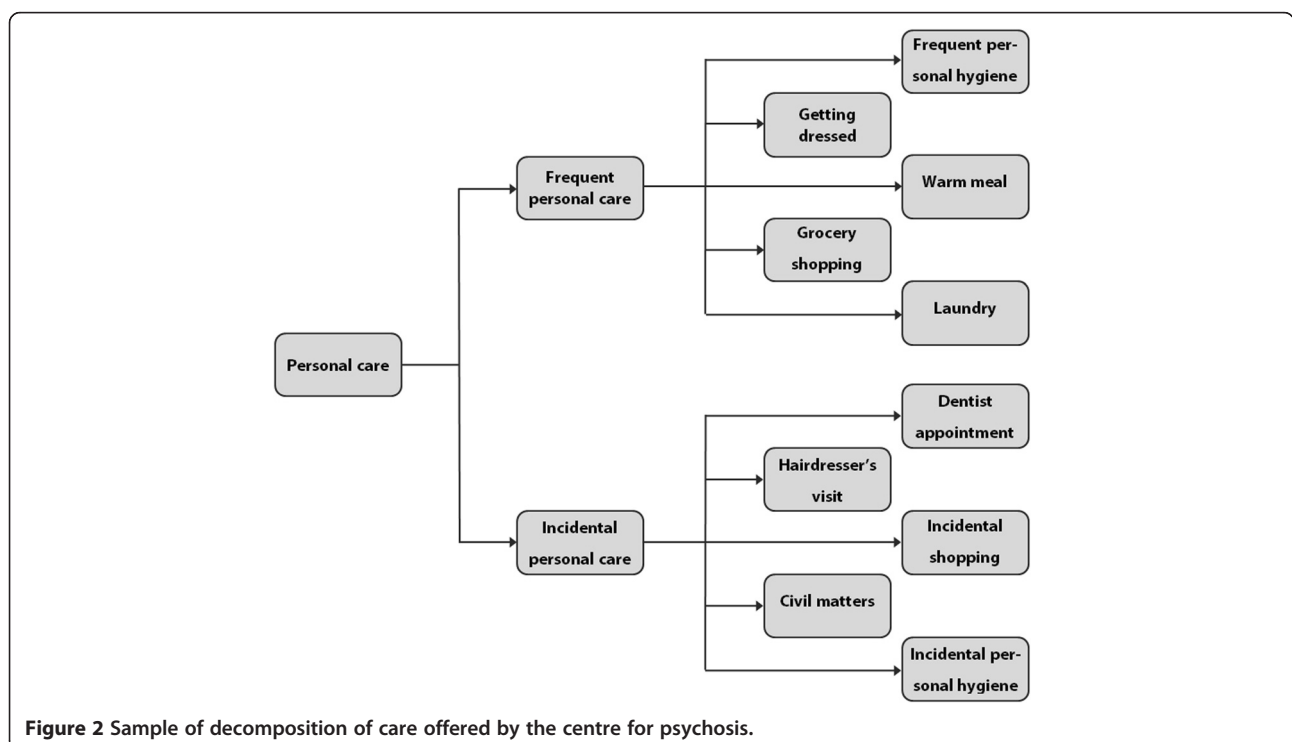 Frequent per-
sonal hygiene
Getting
dressed
Frequent
personal care
Warm meal
Grocery
shopping
Laundry
Personal care
Dentist
appointment
Hairdresser's
visit
Incidental
personal care
Incidental
shopping
Civil matters
Incidental per-
sonal hygiene
Figure 2 Sample of decomposition of care offered by the centre for psychosis.